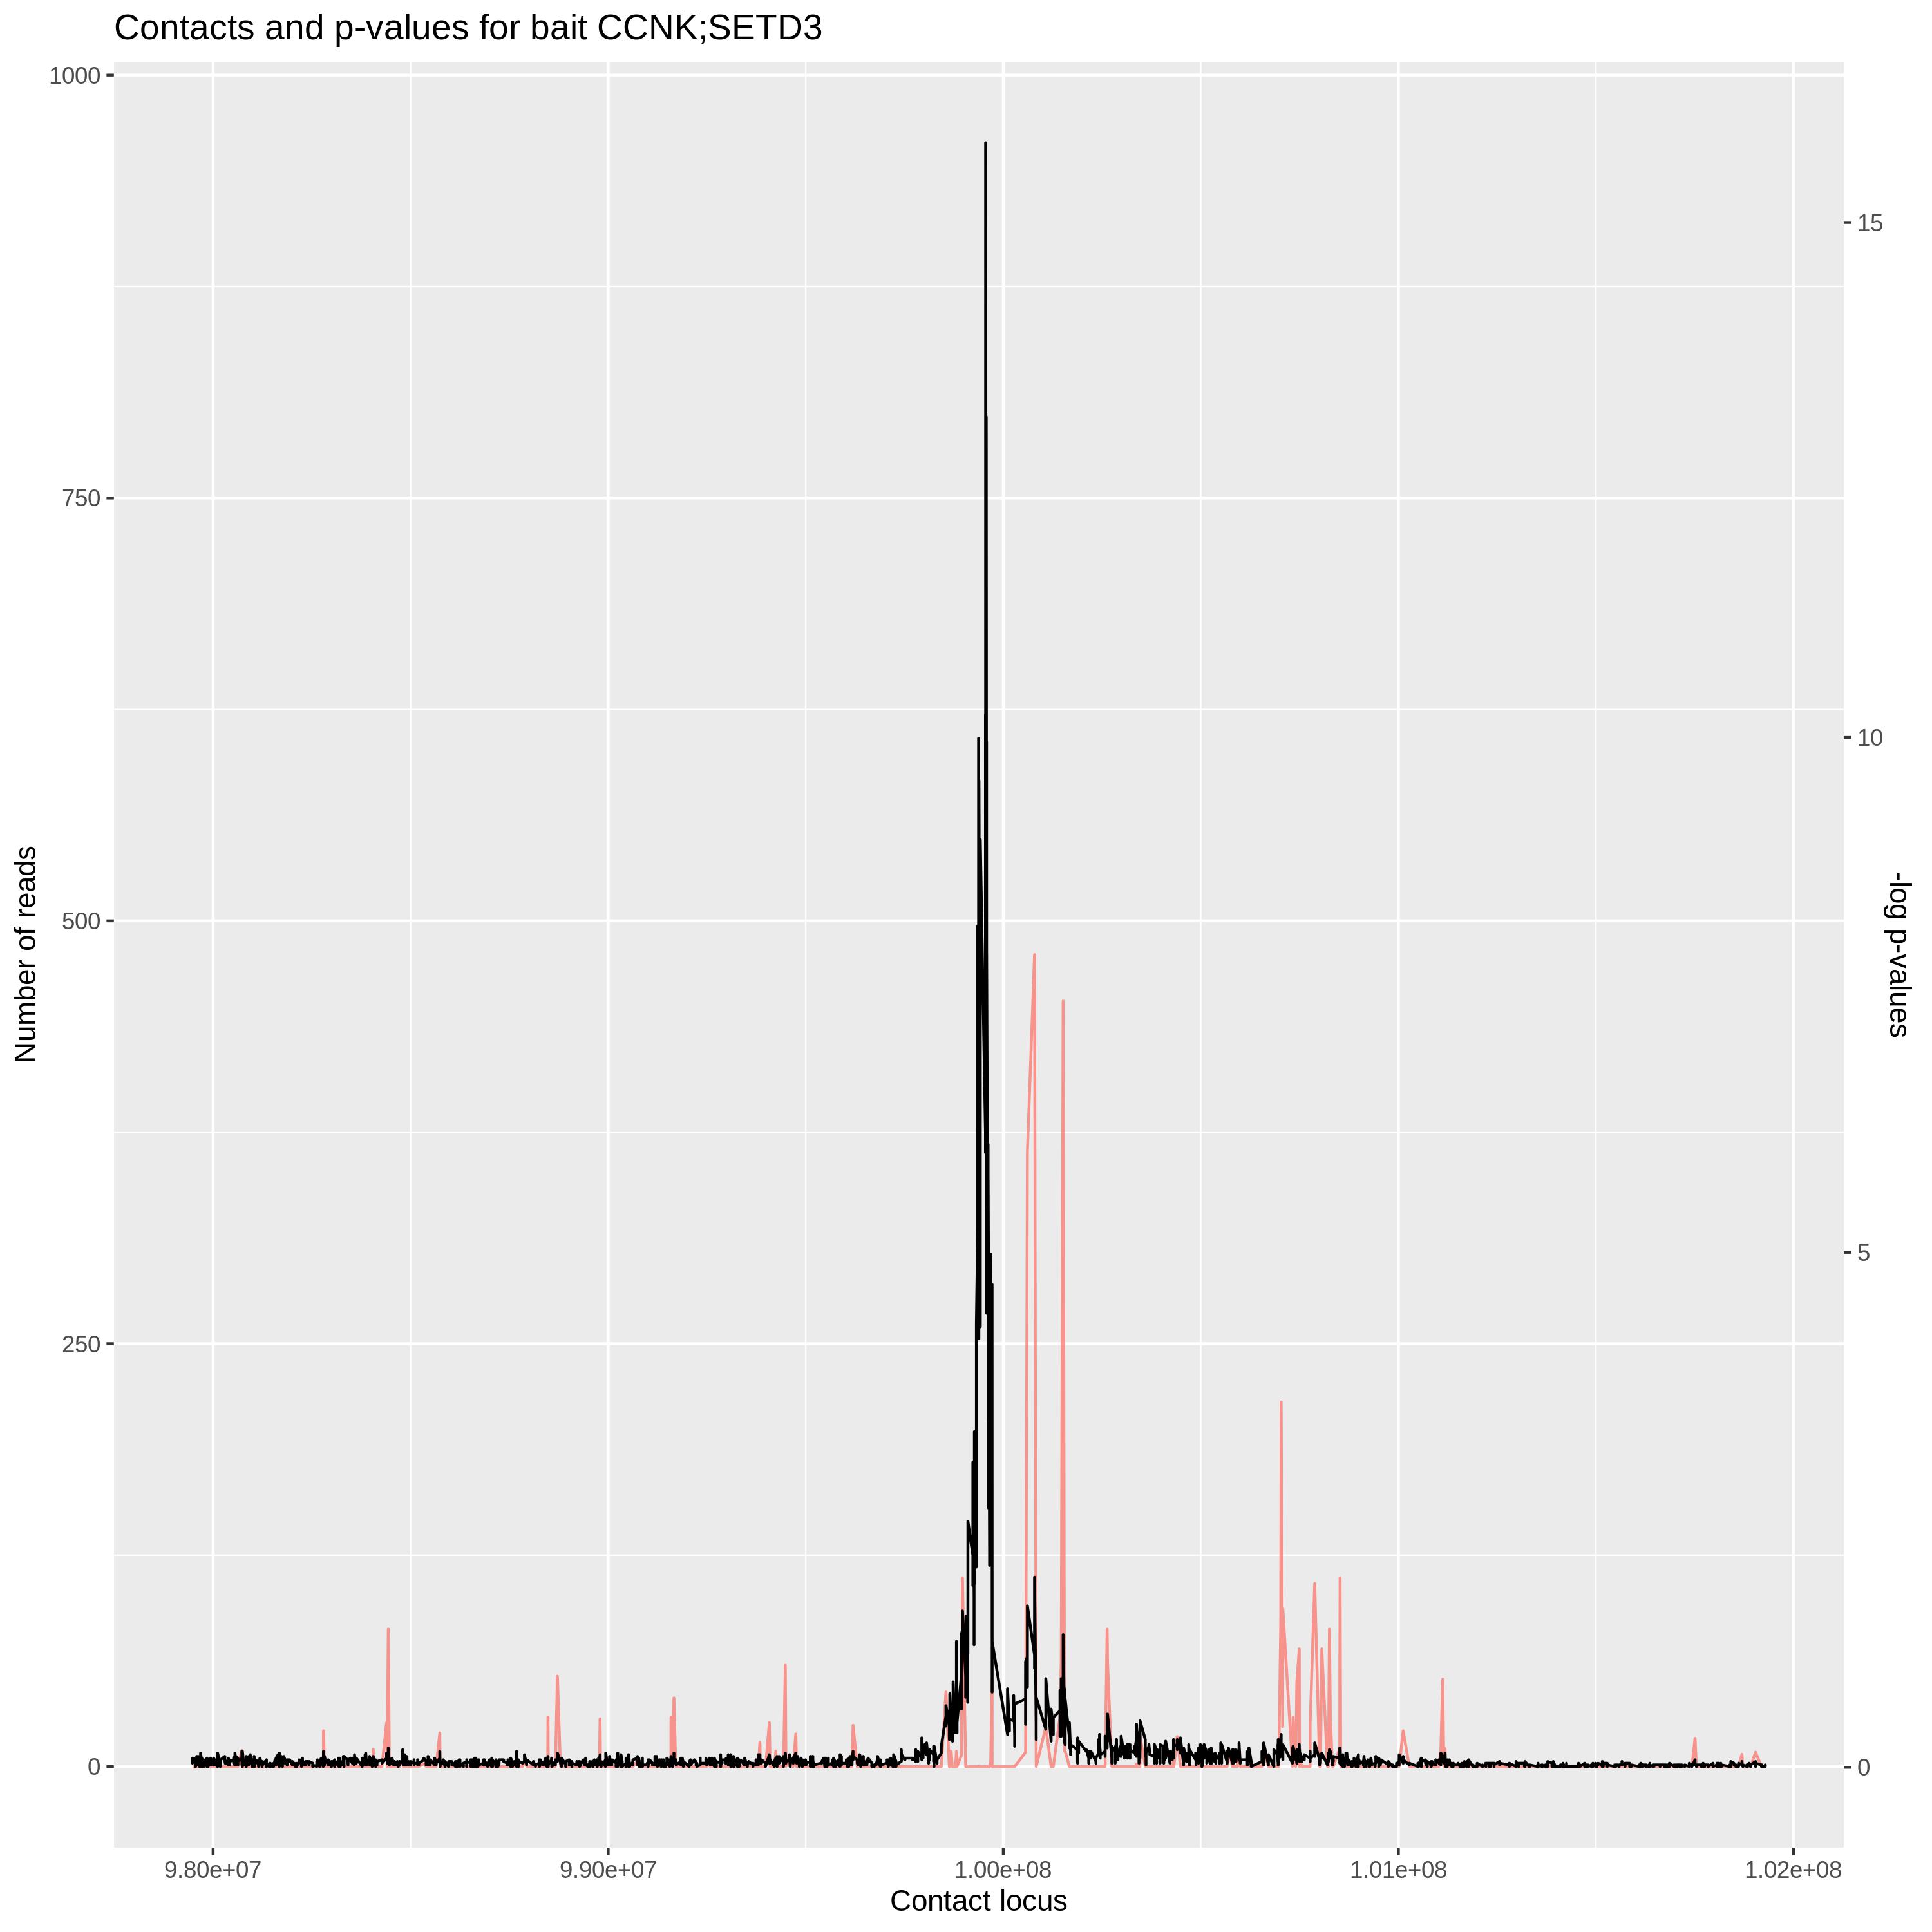 Contacts and p-values for bait CCNK;SETD3
1000
750
500
250
0
Number of reads
15
10
5
0
-log p-values
9.80e+07
9.90e+07
1.00e+08
1.01e+08
1.02e+08
Contact locus